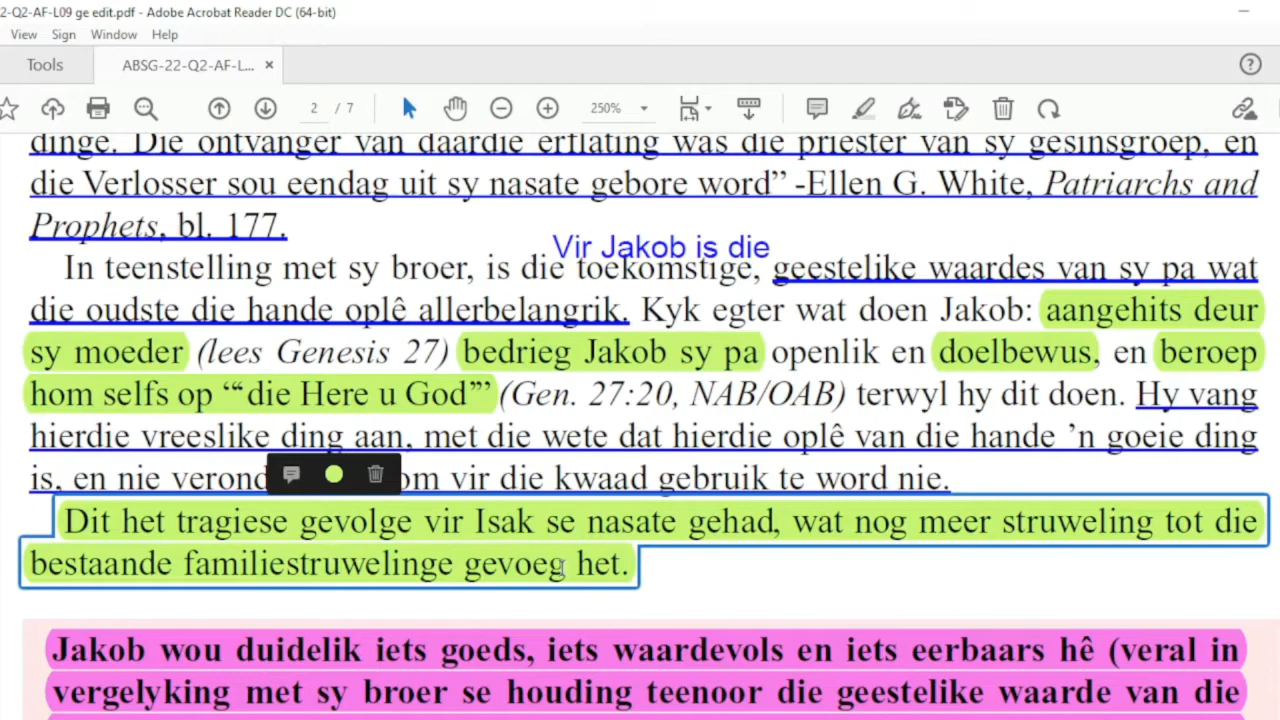 2-Q2-AF-L09 ge edit.pdf - Adobe Acrobat Reader DC (64-bit)
View Sign Window Help
Tools ABSG-22-Q2-AF-L... ×
2 / 7 250%
dinge. Die ontvanger van daardie erflating was die priester van sy gesinsgroep, en
die Verlosser sou eendag uit sy nasate gebore word” -Ellen G. White, Patriarchs and
Prophets, bl. 177.
Vir Jakob is die
In teenstelling met sy broer, is die toekomstige, geestelike waardes van sy pa wat
die oudste die hande oplê allerbelangrik. Kyk egter wat doen Jakob: aangehits deur
sy moeder (lees Genesis 27) bedrieg Jakob sy pa openlik en doelbewus, en beroep
hom selfs op “‘die Here u God’” (Gen. 27:20, NAB/OAB) terwyl hy dit doen. Hy vang
hierdie vreeslike ding aan, met die wete dat hierdie oplê van die hande ’n goeie ding
is, en nie verond om vir die kwaad gebruik te word nie.
Dit het tragiese gevolge vir Isak se nasate gehad, wat nog meer struweling tot die
bestaande familiestruwelinge gevoeg het.
Jakob wou duidelik iets goeds, iets waardevols en iets eerbaars hê (veral in
vergelyking met sy broer se houding teenoor die geestelike waarde van die